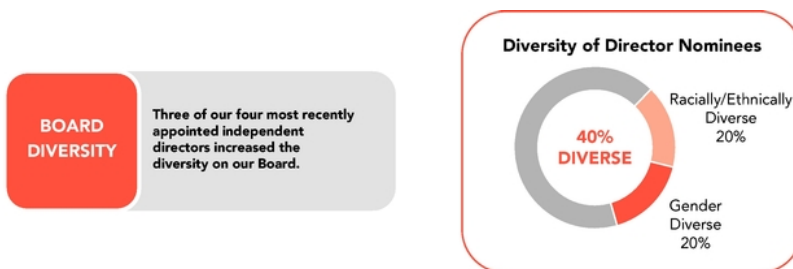 BOARD
DIVERSITY
Three of our four most recently
appointed independent
directors increased the
diversity on our Board.
Diversity of Director Nominees
40%
DIVERSE
Racially/Ethnically
Diverse
20%
Gender
Diverse
20%